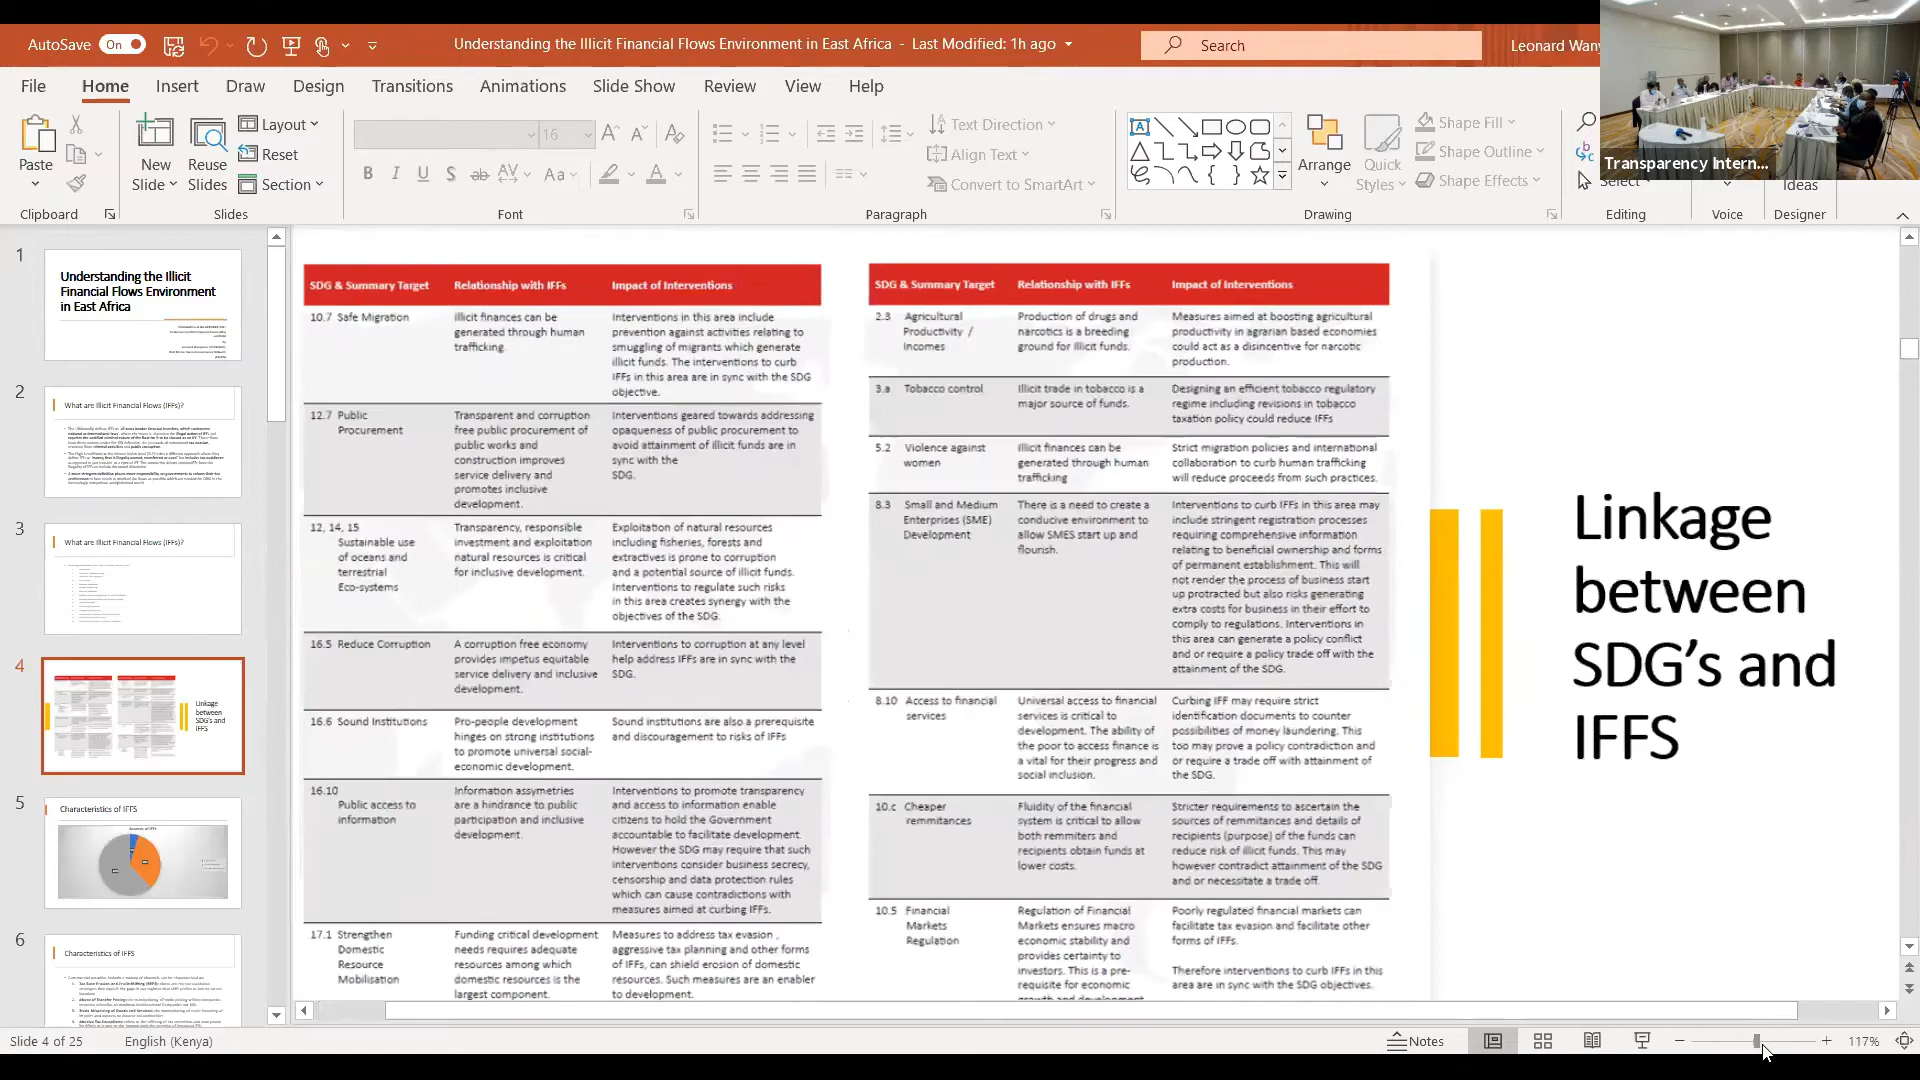 AutoSave On
Understanding the Illicit Financial Flows Environment in East Africa - Last Modified: 1h ago
Search
Leonard Wany
Transparency Intern...
File Home Insert Draw Design Transitions Animations Slide Show Review View Help
Paste
New Slide
Reuse Slides
Layout
Reset
Section
16
Text Direction
Align Text
Convert to SmartArt
Arrange
Quick Styles
Shape Fill
Shape Outline
Shape Effects
Select
Ideas
Clipboard Slides Font Paragraph Drawing Editing Voice Designer
1
Understanding the Illicit
Financial Flows Environment
in East Africa
2
What are Illicit Financial Flows (IFFs)?
3
What are Illicit Financial Flows (IFFs)?
4
Linkage
between
SDG's and
IFFS
5
Characteristics of IFFS
6
Characteristics of IFFS
SDG & Summary Target Relationship with IFFs Impact of Interventions
10.7 Safe Migration
Illicit finances can be
generated through human
trafficking.
Interventions in this area include
prevention against activities relating to
smuggling of migrants which generate
illicit funds. The interventions to curb
IFFs in this area are in sync with the SDG
objective.
12.7 Public
Procurement
Transparent and corruption
free public procurement of
public works and
construction improves
service delivery and
promotes inclusive
development.
Interventions geared towards addressing
opaqueness of public procurement to
avoid attainment of illicit funds are in
sync with the
SDG.
12, 14, 15
Sustainable use
of oceans and
terrestrial
Eco-systems
Transparency, responsible
investment and exploitation
natural resources is critical
for inclusive development.
Exploitation of natural resources
including fisheries, forests and
extractives is prone to corruption
and a potential source of illicit funds.
Interventions to regulate such risks
in this area creates synergy with the
objectives of the SDG.
16.5 Reduce Corruption
A corruption free economy
provides impetus equitable
service delivery and inclusive
development.
Interventions to corruption at any level
help address IFFs are in sync with the
SDG.
16.6 Sound Institutions
Pro-people development
hinges on strong institutions
to promote universal social-
economic development.
Sound institutions are also a prerequisite
and discouragement to risks of IFFs
16.10
Public access to
information
Information assymetries
are a hindrance to public
participation and inclusive
development.
Interventions to promote transparency
and access to information enable
citizens to hold the Government
accountable to facilitate development.
However the SDG may require that such
interventions consider business secrecy,
censorship and data protection rules
which can cause contradictions with
measures aimed at curbing IFFs.
17.1 Strengthen
Domestic
Resource
Mobilisation
Funding critical development
needs requires adequate
resources among which
domestic resources is the
largest component.
Measures to address tax evasion ,
aggressive tax planning and other forms
of IFFs, can shield erosion of domestic
resources. Such measures are an enabler
to development.
SDG & Summary Target Relationship with IFFs Impact of Interventions
2.3 Agricultural
Productivity /
Incomes
Production of drugs and
narcotics is a breeding
ground for illicit funds.
Measures aimed at boosting agricultural
productivity in agrarian based economies
could act as a disincentive for narcotic
production.
3.a Tobacco control
Illicit trade in tobacco is a
major source of funds.
Designing an efficient tobacco regulatory
regime including revisions in tobacco
taxation policy could reduce IFFs
5.2 Violence against
women
Illicit finances can be
generated through human
trafficking
Strict migration policies and international
collaboration to curb human trafficking
will reduce proceeds from such practices.
8.3 Small and Medium
Enterprises (SME)
Development
There is a need to create a
conducive environment to
allow SMES start up and
flourish.
Interventions to curb IFFs in this area may
include stringent registration processes
requiring comprehensive information
relating to beneficial ownership and forms
of permanent establishment. This will
not render the process of business start
up protracted but also risks generating
extra costs for business in their effort to
comply to regulations. Interventions in
this area can generate a policy conflict
and or require a policy trade off with the
attainment of the SDG.
8.10 Access to financial
services
Universal access to financial
services is critical to
development. The ability of
the poor to access finance is
a vital for their progress and
social inclusion.
Curbing IFF may require strict
identification documents to counter
possibilities of money laundering. This
too may prove a policy contradiction and
or require a trade off with attainment of
the SDG.
10.c Cheaper
remmitances
Fluidity of the financial
system is critical to allow
both remmiters and
recipients obtain funds at
lower costs.
Stricter requirements to ascertain the
sources of remmitances and details of
recipients (purpose) of the funds can
reduce risk of illicit funds. This may
however contradict attainment of the SDG
and or necessitate a trade off.
10.5 Financial
Markets
Regulation
Regulation of Financial
Markets ensures macro
economic stability and
provides certainty to
investors. This is a pre-
requisite for economic
growth and development
Poorly regulated financial markets can
facilitate tax evasion and facilitate other
forms of IFFs.
Therefore interventions to curb IFFs in this
area are in sync with the SDG objectives.
Linkage
between
SDG's and
IFFS
Slide 4 of 25 English (Kenya) Notes 117%